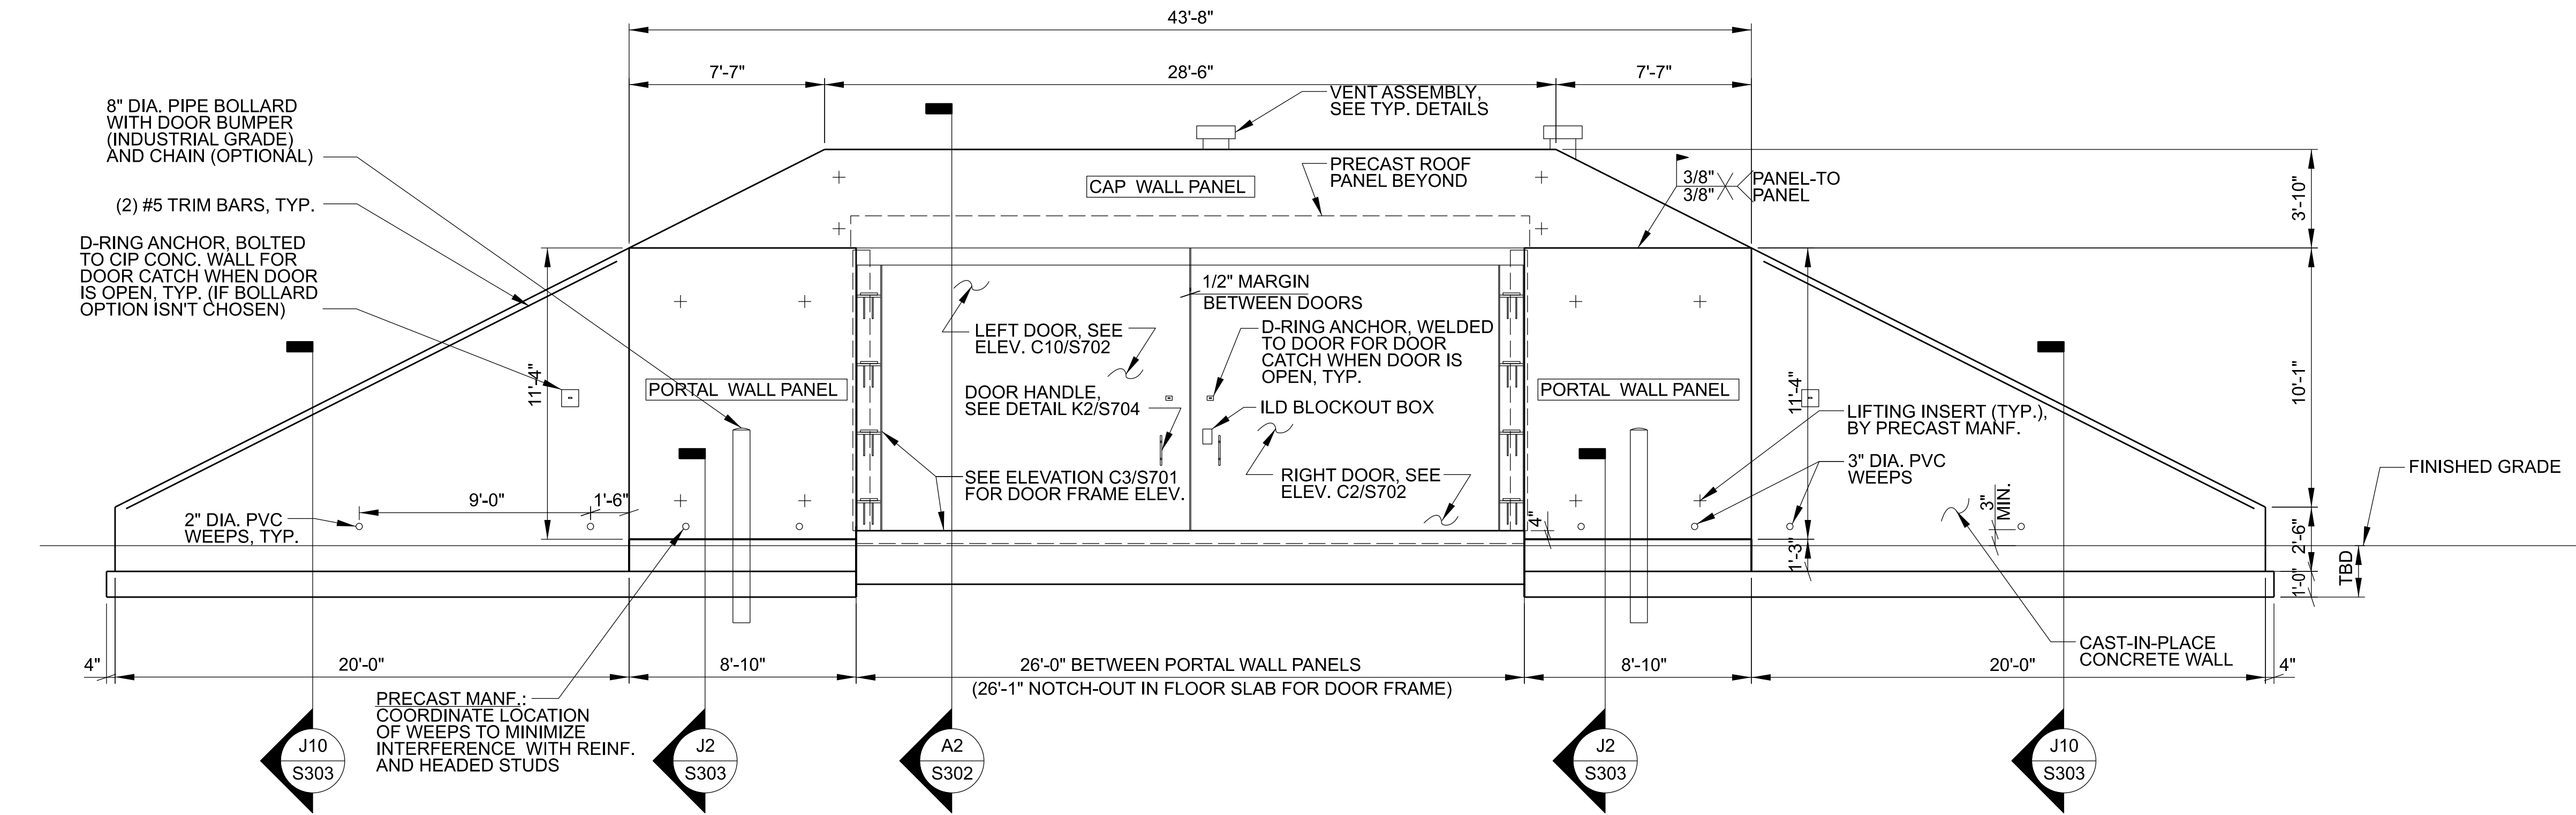 43'-8"
7'-7"
28'-6"
7'-7"
8" DIA. PIPE BOLLARD
WITH DOOR BUMPER
(INDUSTRIAL GRADE)
AND CHAIN (OPTIONAL)
VENT ASSEMBLY,
SEE TYP. DETAILS
CAP WALL PANEL
PRECAST ROOF
PANEL BEYOND
3/8"
3/8"
PANEL-TO
PANEL
3'-10"
(2) #5 TRIM BARS, TYP.
D-RING ANCHOR, BOLTED
TO CIP CONC. WALL FOR
DOOR CATCH WHEN DOOR
IS OPEN, TYP. (IF BOLLARD
OPTION ISN'T CHOSEN)
11'-4"
PORTAL WALL PANEL
LEFT DOOR, SEE
ELEV. C10/S702
DOOR HANDLE,
SEE DETAIL K2/S704
SEE ELEVATION C3/S701
FOR DOOR FRAME ELEV.
1/2" MARGIN
BETWEEN DOORS
D-RING ANCHOR, WELDED
TO DOOR FOR DOOR
CATCH WHEN DOOR IS
OPEN, TYP.
ILD BLOCKOUT BOX
RIGHT DOOR, SEE
ELEV. C2/S702
PORTAL WALL PANEL
11'-4"
10'-1"
LIFTING INSERT (TYP.),
BY PRECAST MANF.
3" DIA. PVC
WEEPS
FINISHED GRADE
9'-0"
1'-6"
2" DIA. PVC
WEEPS, TYP.
4"
1'-3"
3"
MIN.
2'-6"
1'-0"
TBD
CAST-IN-PLACE
CONCRETE WALL
4"
20'-0"
8'-10"
26'-0" BETWEEN PORTAL WALL PANELS
(26'-1" NOTCH-OUT IN FLOOR SLAB FOR DOOR FRAME)
8'-10"
20'-0"
4"
PRECAST MANF.:
COORDINATE LOCATION
OF WEEPS TO MINIMIZE
INTERFERENCE WITH REINF.
AND HEADED STUDS
J10
S303
J2
S303
A2
S302
J2
S303
J10
S303